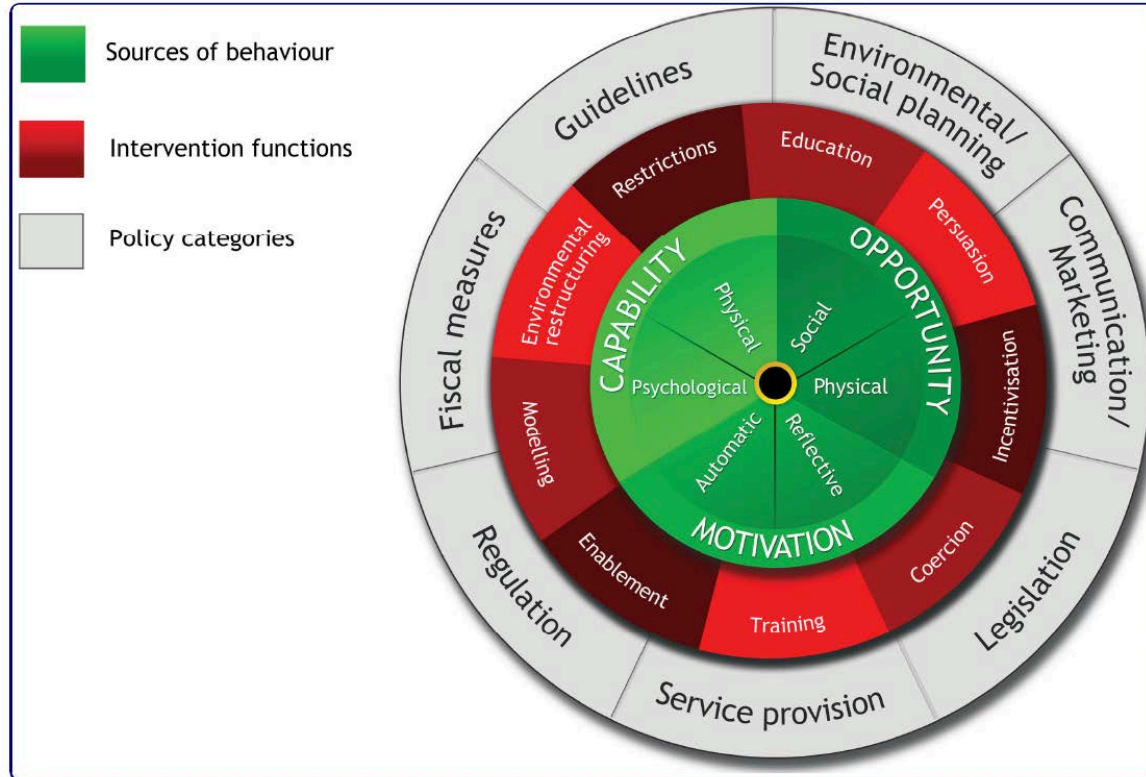 Sources of behaviour
Intervention functions
Policy categories
Guidelines
Environmental/
Social planning
Communication/
Marketing
Legislation
Service provision
Regulation
Fiscal measures
Restrictions
Education
Persuasion
Incentivisation
Coercion
Training
Enablement
Modelling
Environmental
restructuring
CAPABILITY
OPPORTUNITY
MOTIVATION
Physical
Social
Physical
Reflective
Automatic
Psychological